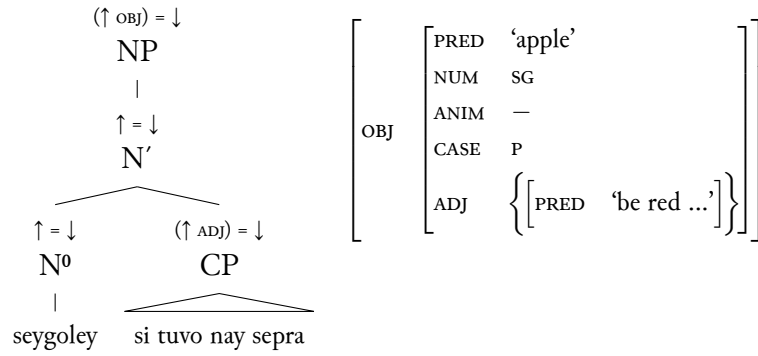 (↑ OBJ) = ↓
NP
↑ = ↓
N′
↑ = ↓ (↑ ADJ) = ↓
N⁰ CP
seygoley si tuvo nay sepra
OBJ
PRED ‘apple’
NUM SG
ANIM —
CASE P
ADJ {[PRED ‘be red ...’]}